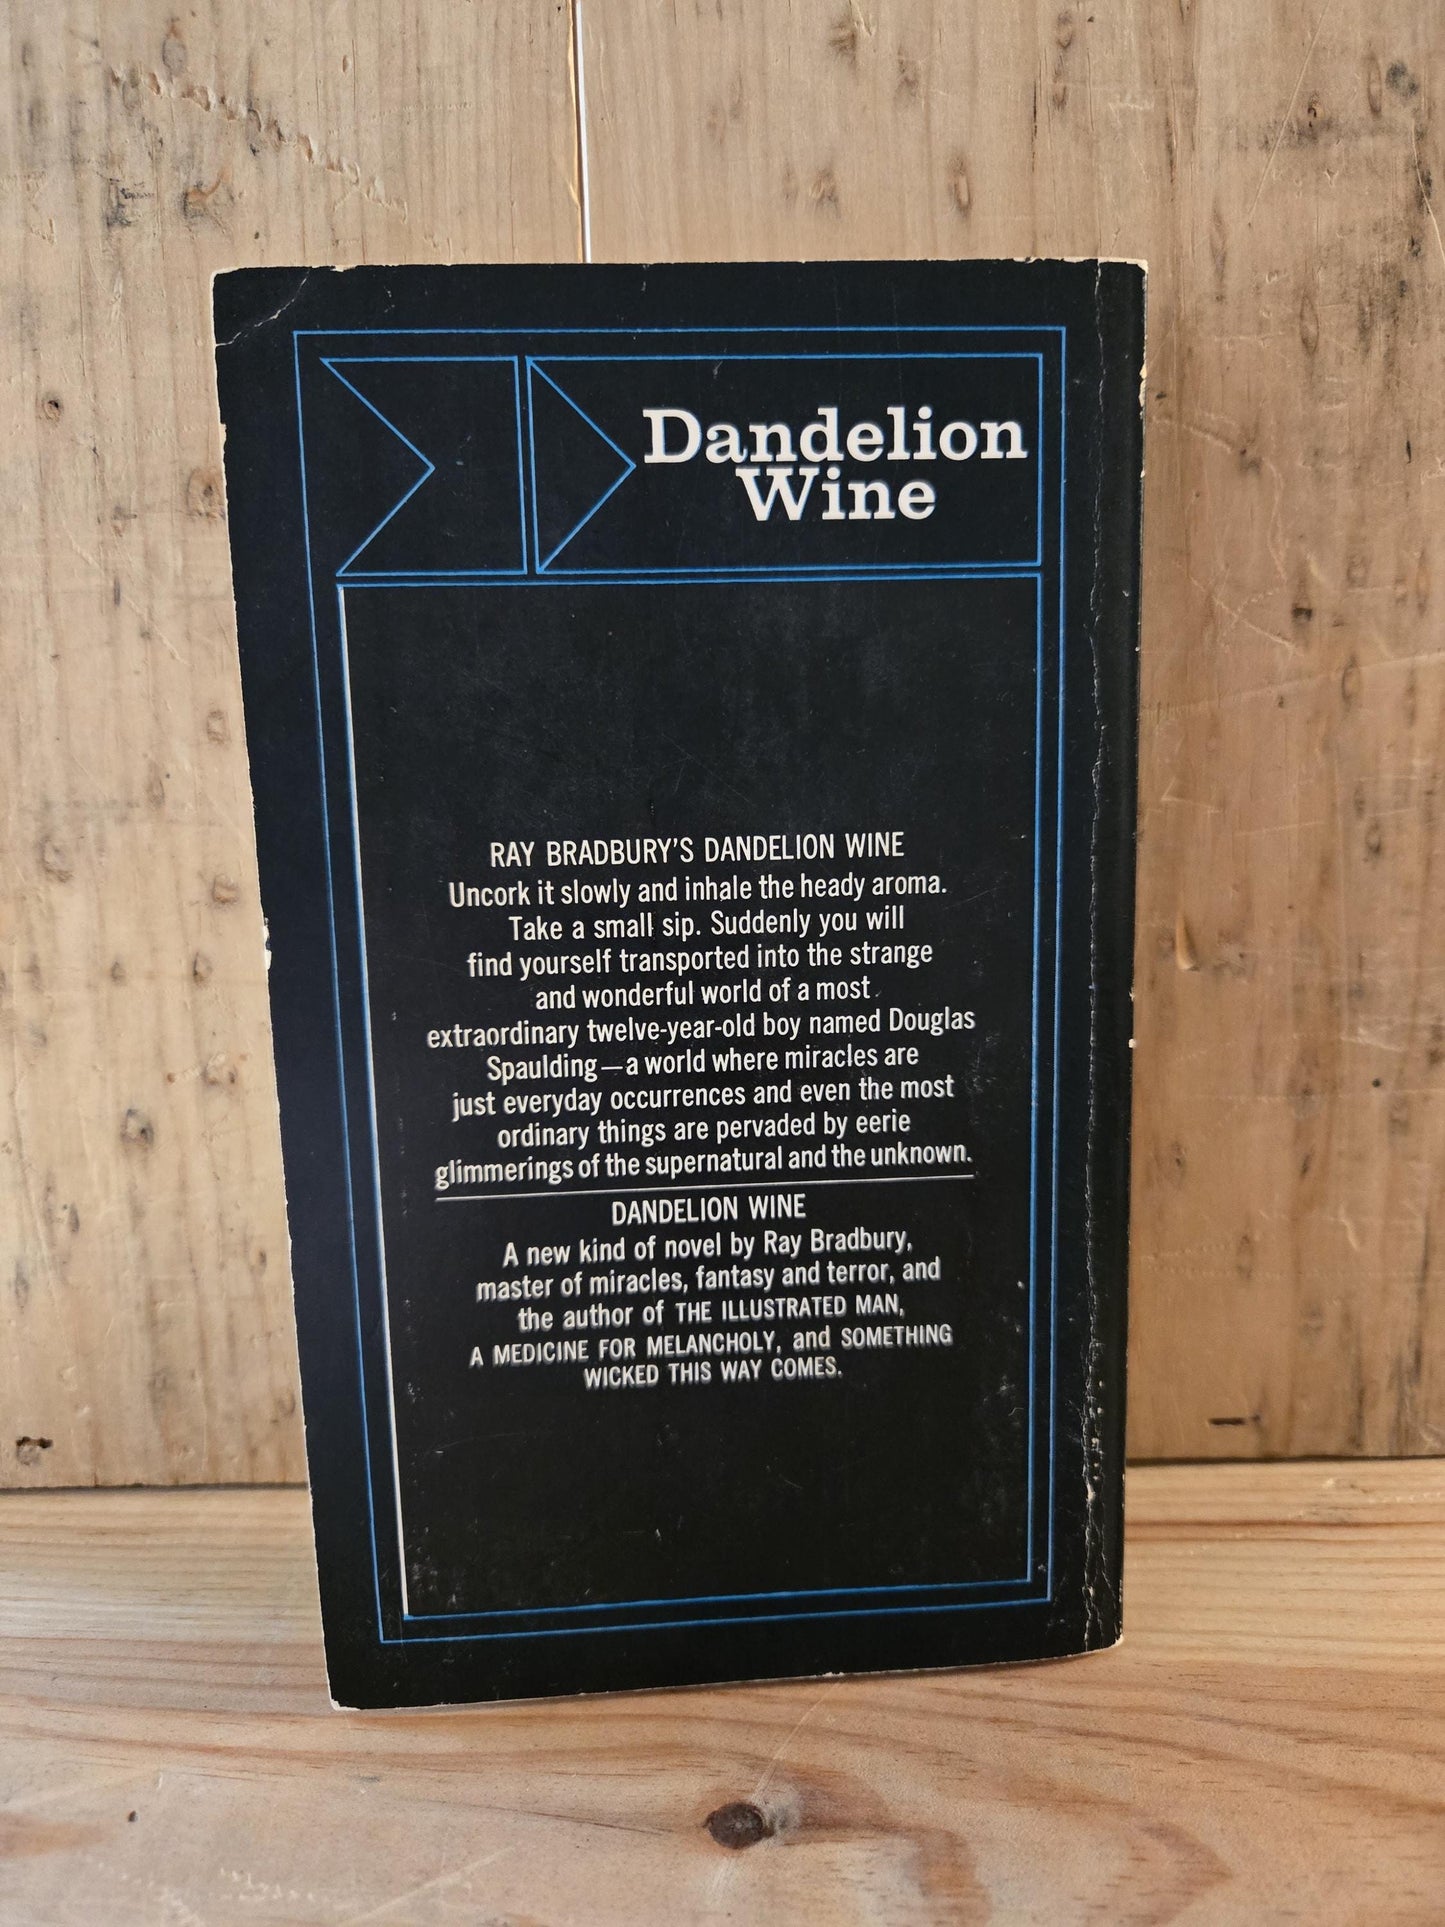 Dandelion
Wine
RAY BRADBURY'S DANDELION WINE
Uncork it slowly and inhale the heady aroma.
Take a small sip. Suddenly you will
find yourself transported into the strange
and wonderful world of a most
extraordinary twelve-year-old boy named Douglas
Spaulding—a world where miracles are
just everyday occurrences and even the most
ordinary things are pervaded by eerie
glimmerings of the supernatural and the unknown.
DANDELION WINE
A new kind of novel by Ray Bradbury,
master of miracles, fantasy and terror, and
the author of THE ILLUSTRATED MAN,
A MEDICINE FOR MELANCHOLY, and SOMETHING
WICKED THIS WAY COMES.